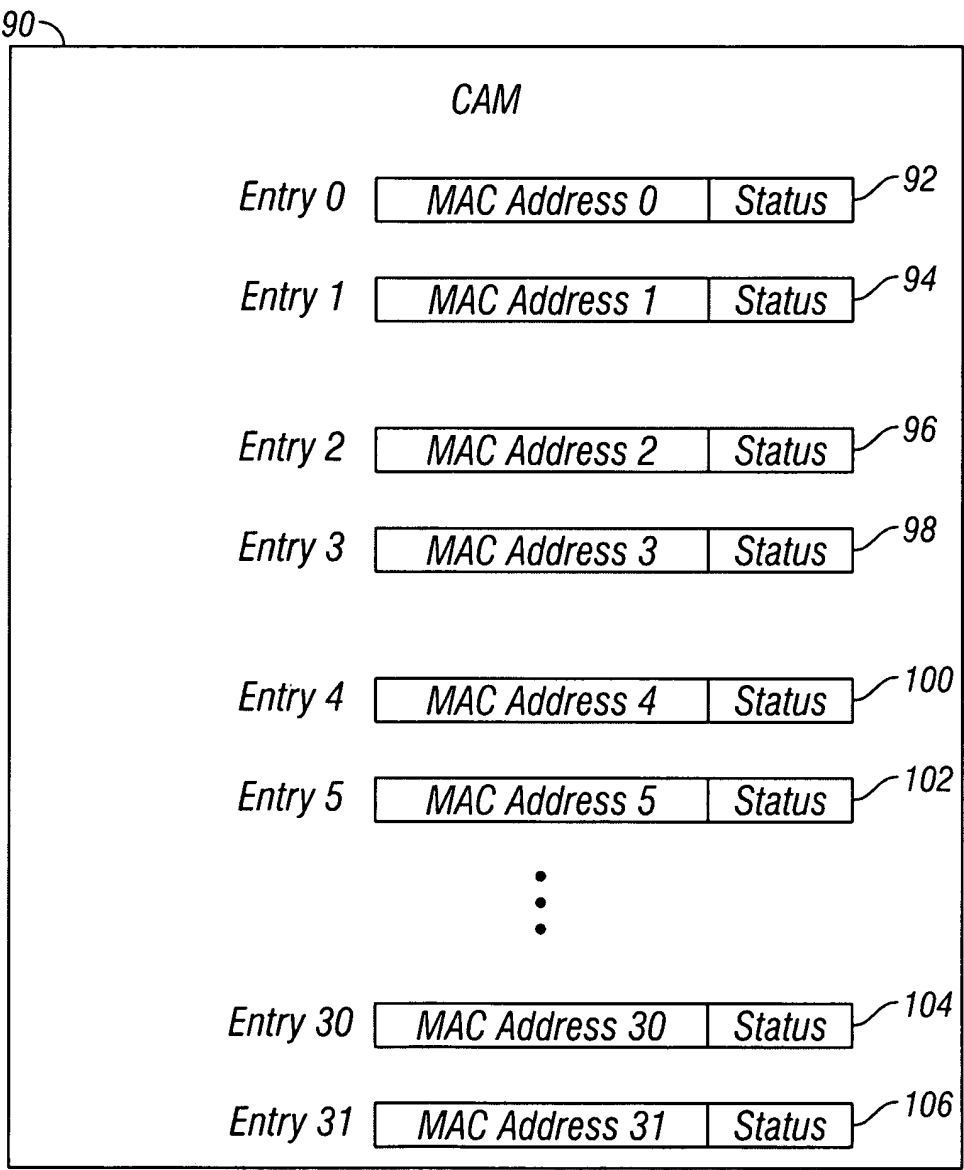 90
CAM
Entry 0 MAC Address 0 Status 92
Entry 1 MAC Address 1 Status 94
Entry 2 MAC Address 2 Status 96
Entry 3 MAC Address 3 Status 98
Entry 4 MAC Address 4 Status 100
Entry 5 MAC Address 5 Status 102
Entry 30 MAC Address 30 Status 104
Entry 31 MAC Address 31 Status 106